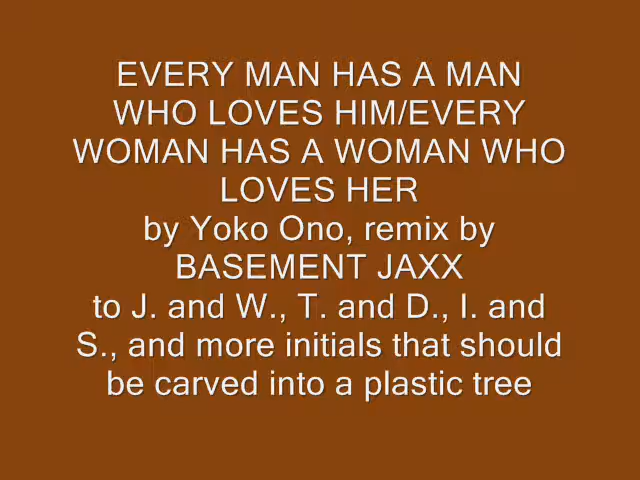 EVERY MAN HAS A MAN
WHO LOVES HIM/EVERY
WOMAN HAS A WOMAN WHO
LOVES HER
by Yoko Ono, remix by
BASEMENT JAXX
to J. and W., T. and D., I. and
S., and more initials that should
be carved into a plastic tree